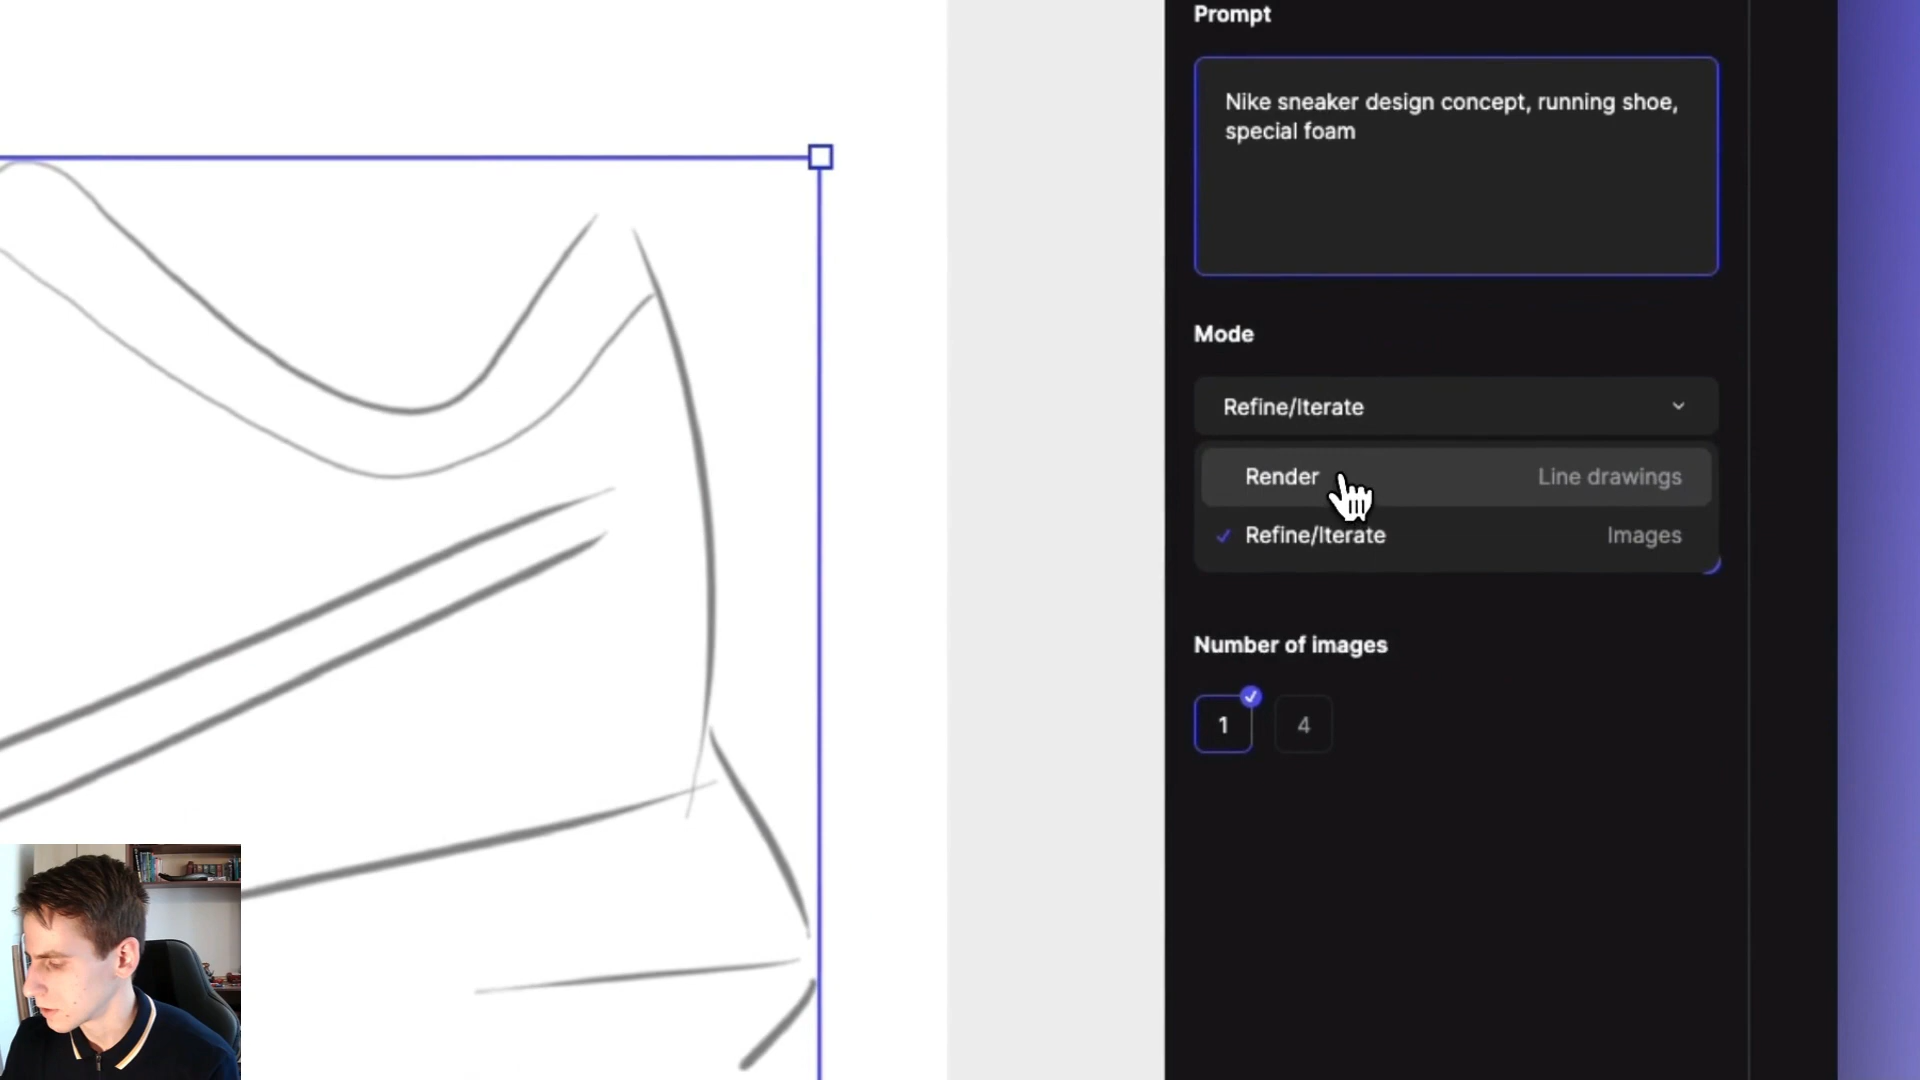 Prompt
Nike sneaker design concept, running shoe,
special foam
Mode
Refine/Iterate
Render Line drawings
Refine/Iterate Images
Number of images
1 4